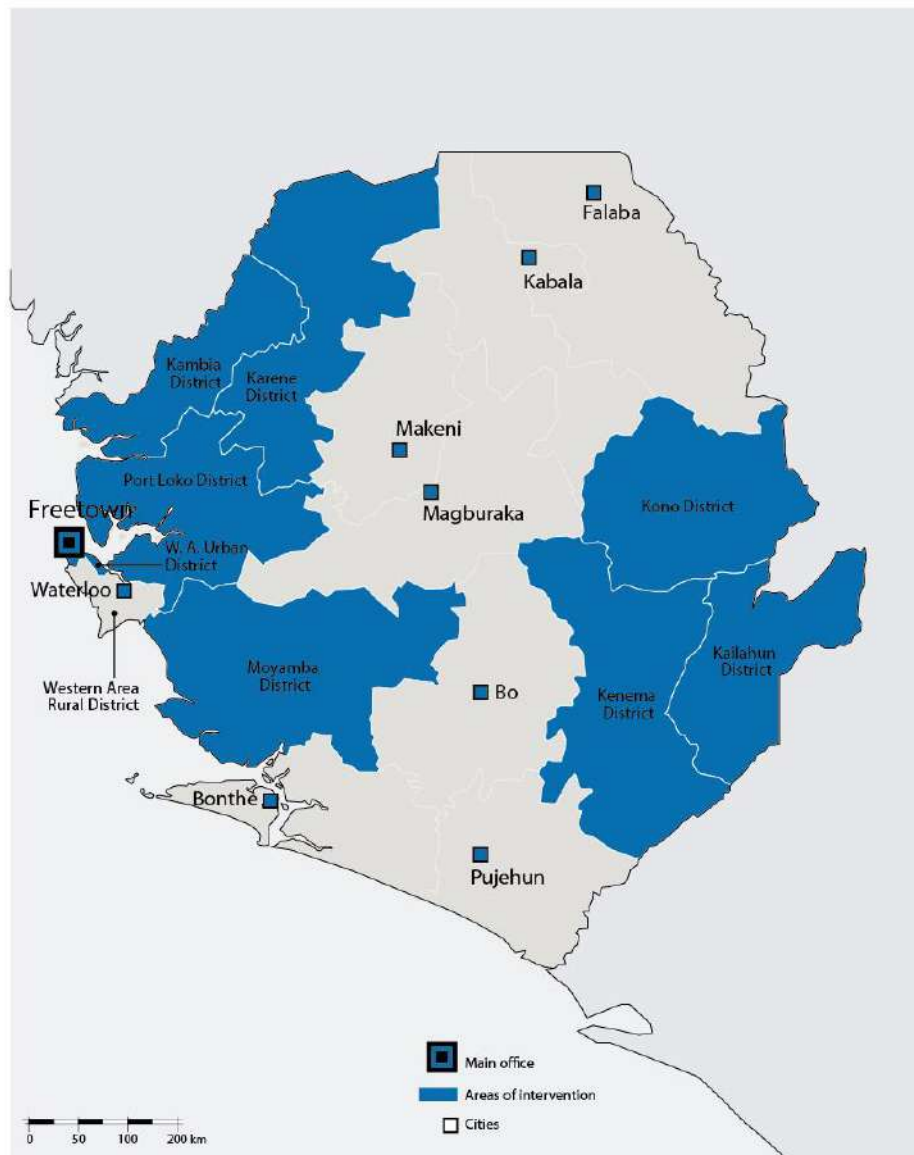 Falaba
Kabala
Kambia
District
Karene
District
Makeni
Port Loko District
Magburaka
Kono District
Freetown
W. A. Urban
District
Waterloo
Moyamba
District
Kailahun
District
Western Area
Rural District
Bo
Kenema
District
Bonthe
Pujehun
Main office
Areas of intervention
Cities
0 50 100 200 km